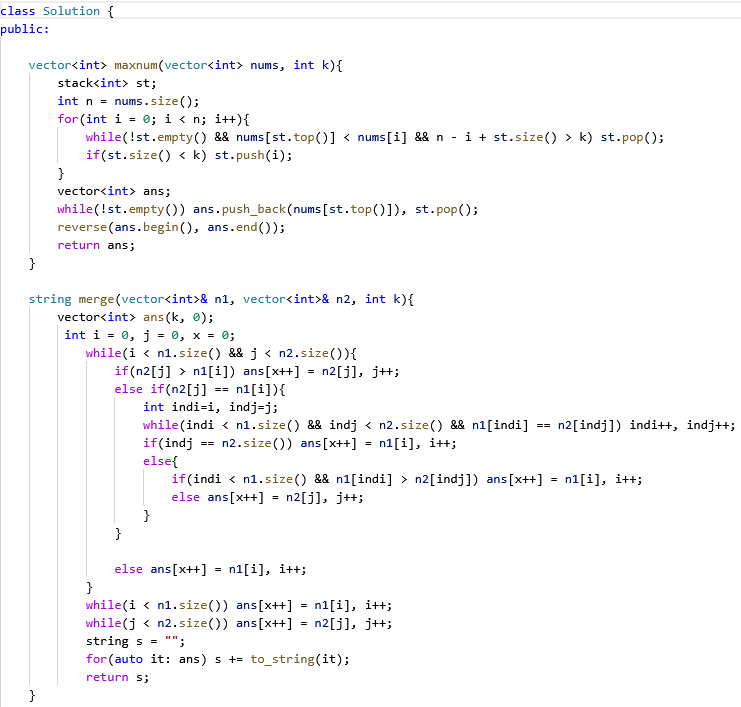 class Solution {
public:
    vector<int> maxnum(vector<int> nums, int k){
        stack<int> st;
        int n = nums.size();
        for(int i = 0; i < n; i++){
            while(!st.empty() && nums[st.top()] < nums[i] && n - i + st.size() > k) st.pop();
            if(st.size() < k) st.push(i);
        }
        vector<int> ans;
        while(!st.empty()) ans.push_back(nums[st.top()]), st.pop();
        reverse(ans.begin(), ans.end());
        return ans;
    }
    string merge(vector<int>& n1, vector<int>& n2, int k){
        vector<int> ans(k, 0);
         int i = 0, j = 0, x = 0;
            while(i < n1.size() && j < n2.size()){
                if(n2[j] > n1[i]) ans[x++] = n2[j], j++;
                else if(n2[j] == n1[i]){
                    int indi=i, indj=j;
                    while(indi < n1.size() && indj < n2.size() && n1[indi] == n2[indj]) indi++, indj++;
                    if(indj == n2.size()) ans[x++] = n1[i], i++;
                    else{
                        if(indi < n1.size() && n1[indi] > n2[indj]) ans[x++] = n1[i], i++;
                        else ans[x++] = n2[j], j++;
                    }
                }
                else ans[x++] = n1[i], i++;
            }
            while(i < n1.size()) ans[x++] = n1[i], i++;
            while(j < n2.size()) ans[x++] = n2[j], j++;
            string s = "";
            for(auto it: ans) s += to_string(it);
            return s;
    }